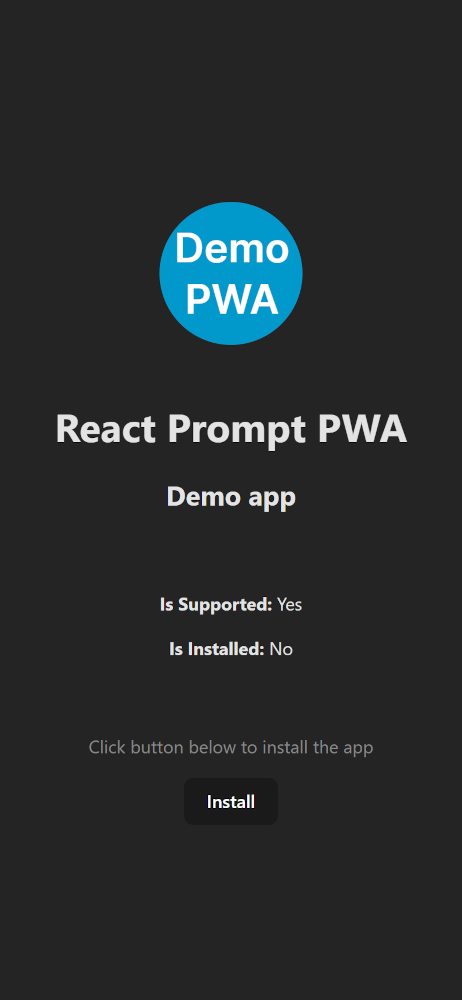 Demo
PWA
React Prompt PWA
Demo app
Is Supported: Yes
Is Installed: No
Click button below to install the app
Install